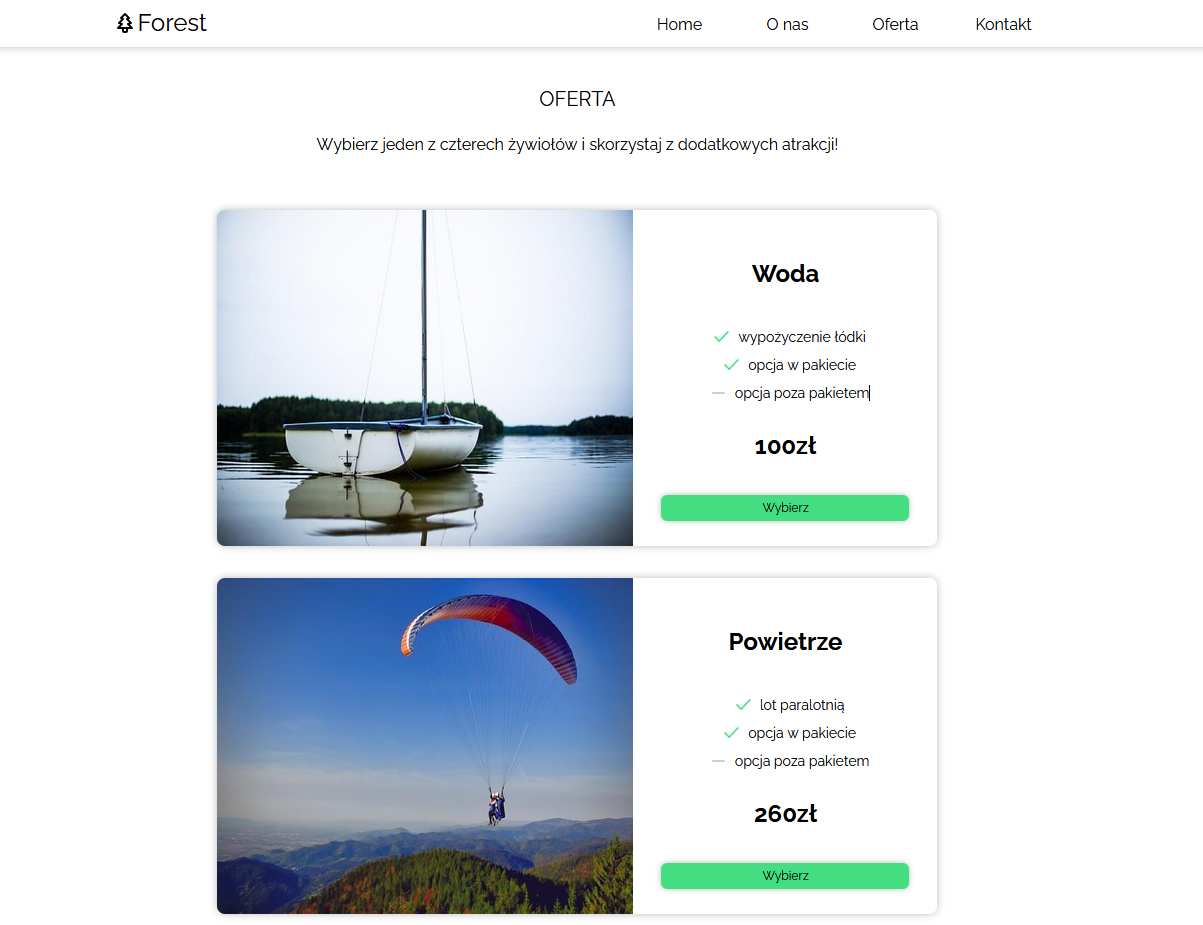 Forest
Home O nas Oferta Kontakt
OFERTA
Wybierz jeden z czterech żywiołów i skorzystaj z dodatkowych atrakcji!
Woda
wypożyczenie łódki
opcja w pakiecie
opcja poza pakietem
100zł
Wybierz
Powietrze
lot paralotnią
opcja w pakiecie
opcja poza pakietem
260zł
Wybierz